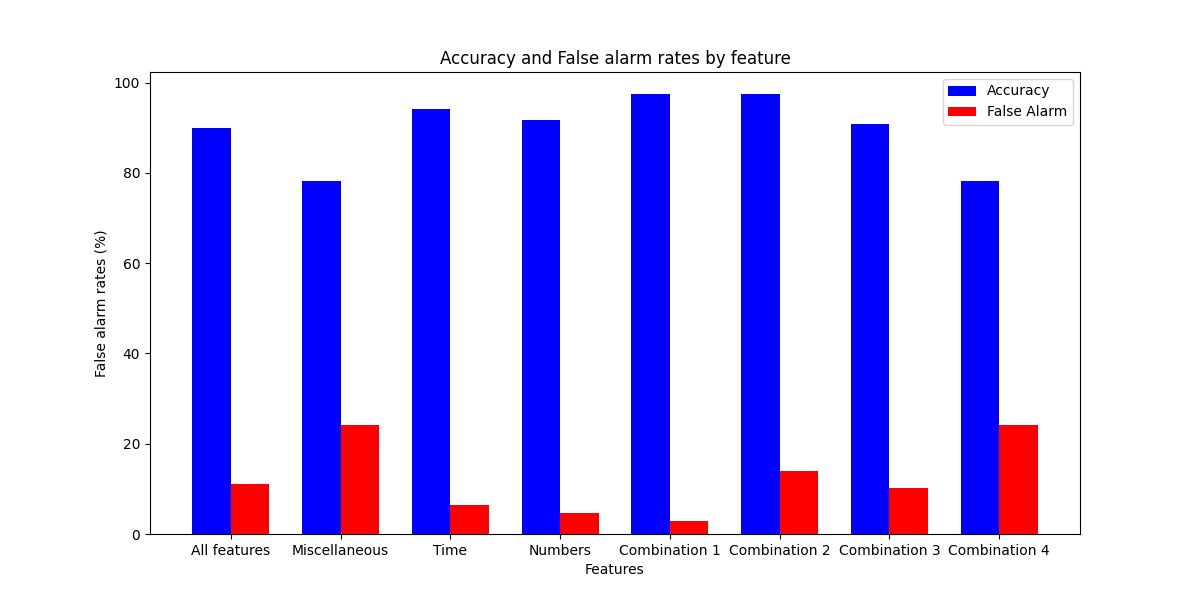 Accuracy and False alarm rates by feature
Accuracy
False Alarm
False alarm rates (%)
100
80
60
40
20
0
All features Miscellaneous Time Numbers Combination 1 Combination 2 Combination 3 Combination 4
Features